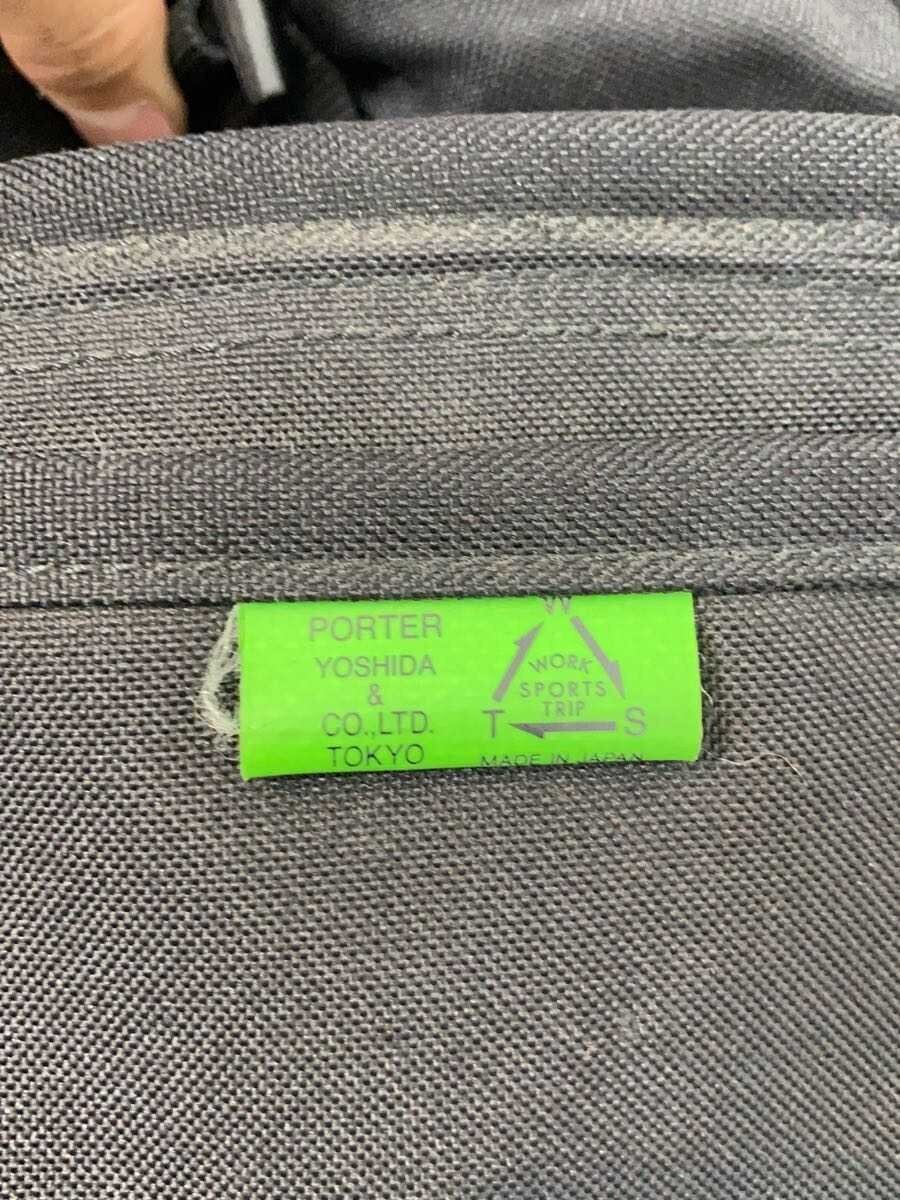 PORTER
YOSHIDA
&
CO.,LTD.
TOKYO
W
WORK
SPORTS
TRIP
T S
MADE IN JAPAN